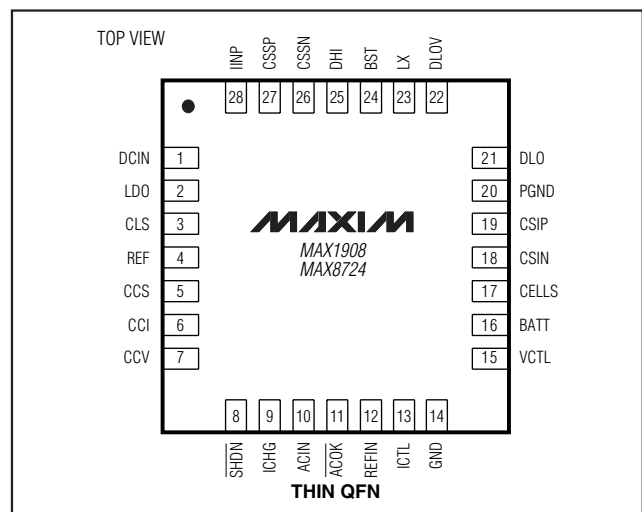 TOP VIEW
IINP
CSSP
CSSN
DHI
BST
LX
DLOV
28
27
26
25
24
23
22
DCIN 1
LDO 2
CLS 3
REF 4
CCS 5
CCI 6
CCV 7
MAXIM
MAX1908
MAX8724
21 DLO
20 PGND
19 CSIP
18 CSIN
17 CELLS
16 BATT
15 VCTL
8
9
10
11
12
13
14
SHDN
ICHG
ACIN
ACOK
REFIN
ICTL
GND
THIN QFN